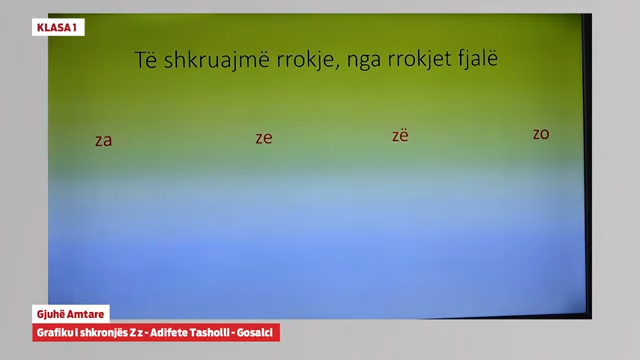 KLASA 1
Të shkruajmë rrokje, nga rrokjet fjalë
za ze zë zo
Gjuhë Amtare
Grafiku i shkronjës Z z - Adifete Tasholli - Gosalci